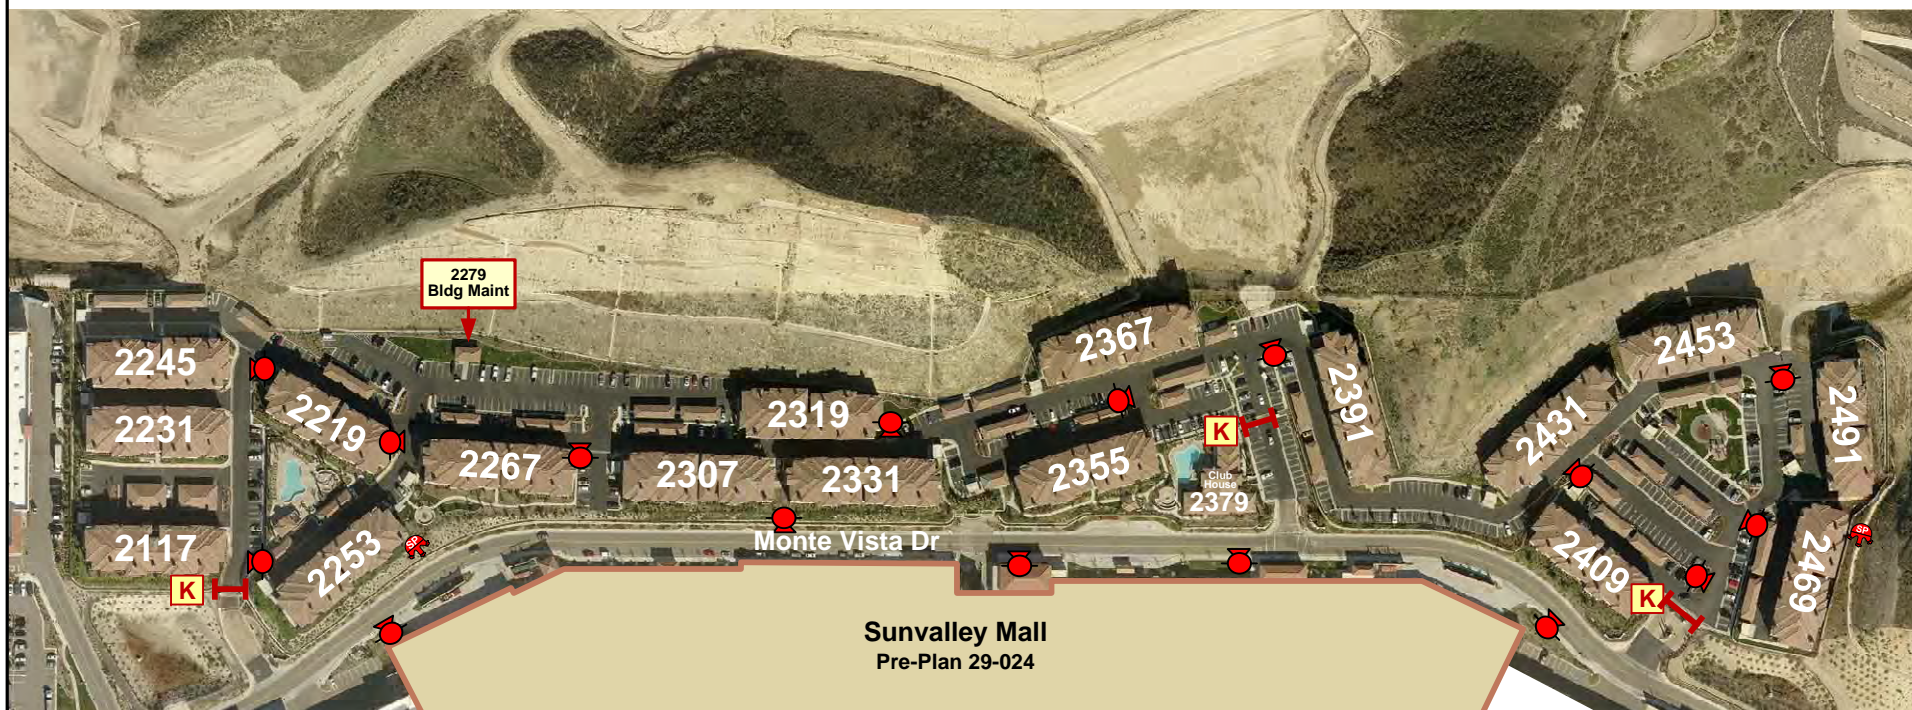 2279
Bldg Maint
2245
2231
2117
2219
2253
2267
2307
2319
2331
2355
2367
2391
Club
House
2379
2431
2453
2491
2409
2469
K
K
K
SP
SP
Monte Vista Dr
Sunvalley Mall
Pre-Plan 29-024